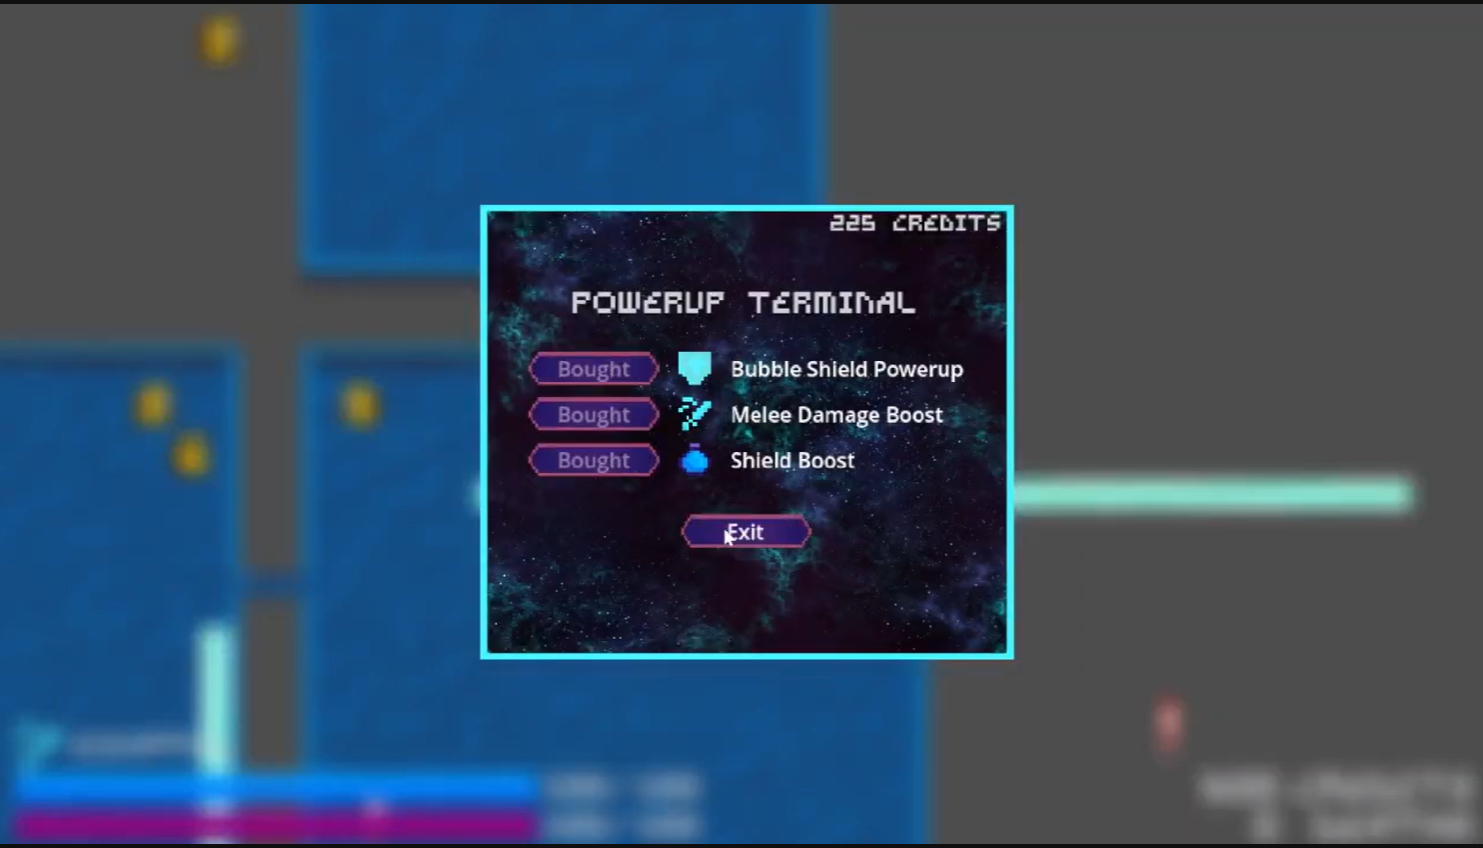 225 CREDITS
POWERUP TERMINAL
Bought Bubble Shield Powerup
Bought Melee Damage Boost
Bought Shield Boost
Exit